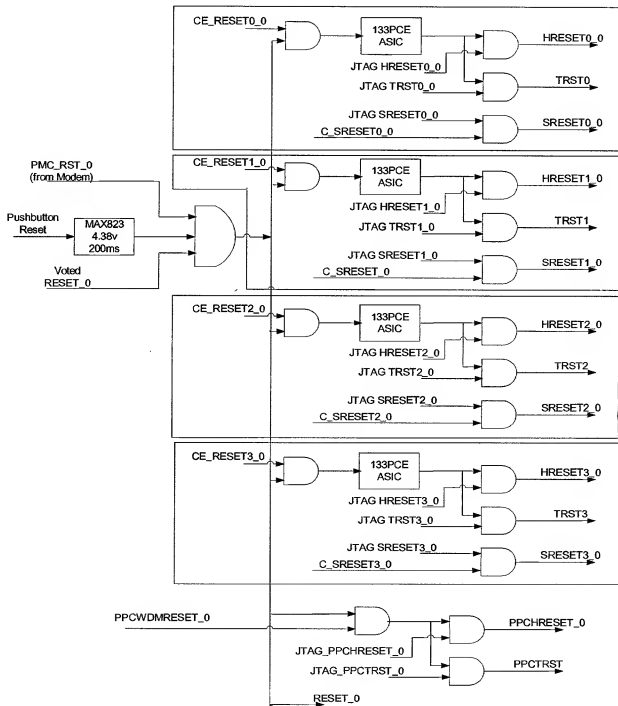 CE_RESET0_0
133PCE
ASIC
HRESET0_0
JTAG HRESET0_0
JTAG TRST0_0
TRST0
JTAG SRESET0_0
C_SRESET0_0
SRESET0_0
PMC_RST_0
(from Modem)
Pushbutton
Reset
MAX823
4.38v
200ms
Voted
RESET_0
CE_RESET1_0
133PCE
ASIC
HRESET1_0
JTAG HRESET1_0
JTAG TRST1_0
TRST1
JTAG SRESET1_0
C_SRESET_0
SRESET1_0
CE_RESET2_0
133PCE
ASIC
HRESET2_0
JTAG HRESET2_0
JTAG TRST2_0
TRST2
JTAG SRESET2_0
C_SRESET2_0
SRESET2_0
CE_RESET3_0
133PCE
ASIC
HRESET3_0
JTAG HRESET3_0
JTAG TRST3_0
TRST3
JTAG SRESET3_0
C_SRESET3_0
SRESET3_0
PPCWDMRESET_0
PPCHRESET_0
JTAG_PPCHRESET_0
JTAG_PPCTRST_0
PPCTRST
RESET_0